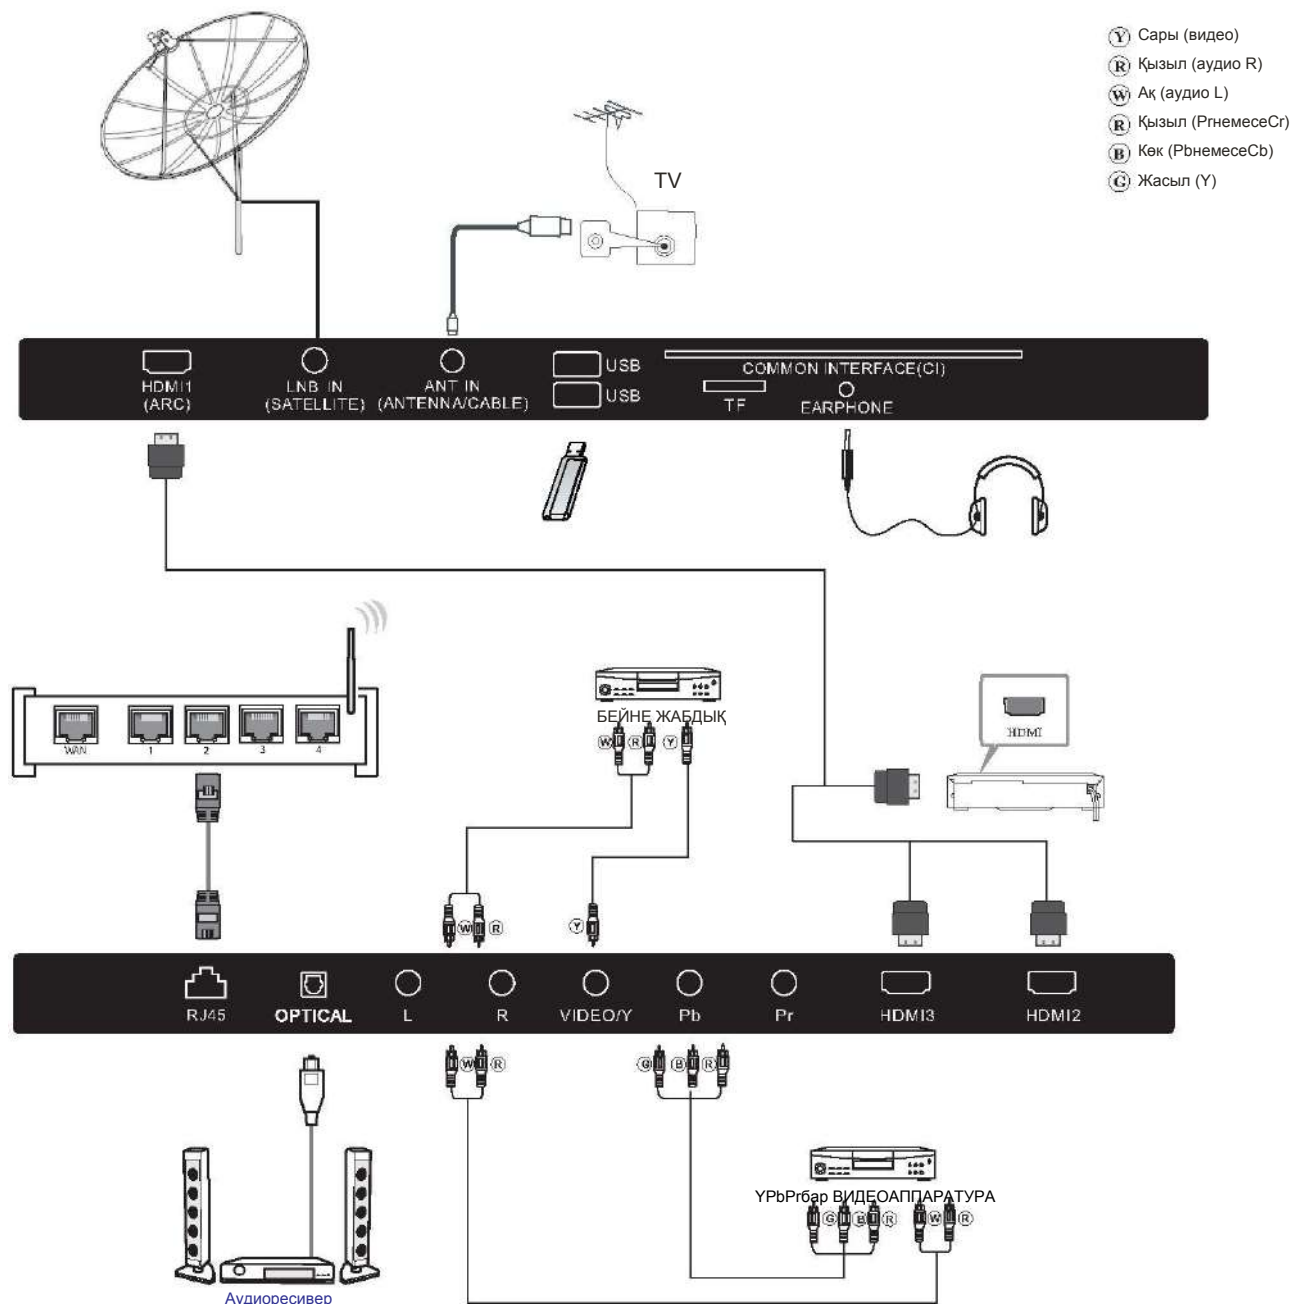 Ⓨ Сары (видео)
Ⓡ Қызыл (аудио R)
Ⓦ Ақ (аудио L)
Ⓡ Қызыл (PrнемесеCr)
Ⓑ Көк (PbнемесеCb)
Ⓖ Жасыл (Y)
TV
HDMI1
(ARC)
LNB IN
(SATELLITE)
ANT IN
(ANTENNA/CABLE)
USB
USB
COMMON INTERFACE(CI)
TF
EARPHONE
WAN 1 2 3 4
БЕЙНЕ ЖАБДЫҚ
W R Y
HDMI
W R Y
RJ45 OPTICAL L R VIDEO/Y Pb Pr HDMI3 HDMI2
W R G B R
YPbPrбар ВИДЕОАППАРАТУРА
G B R W R
Аудиоресивер